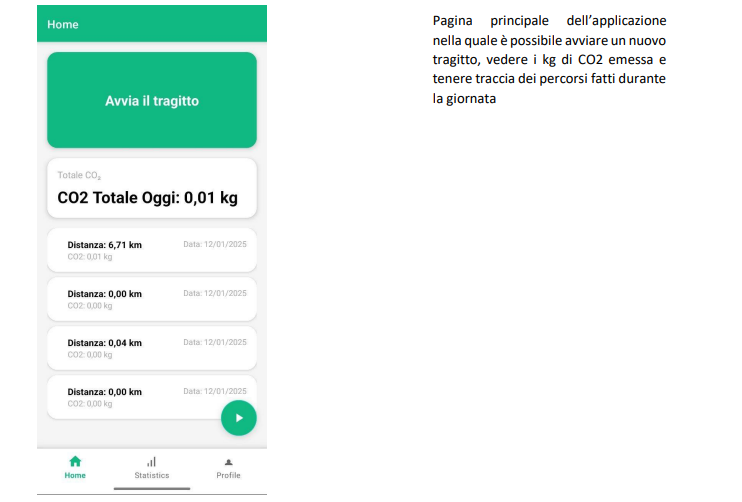 Home
Avvia il tragitto
Totale CO₂
CO2 Totale Oggi: 0,01 kg
Distanza: 6,71 km Data: 12/01/2025
CO2: 0,01 kg
Distanza: 0,00 km Data: 12/01/2025
CO2: 0,00 kg
Distanza: 0,04 km Data: 12/01/2025
CO2: 0,00 kg
Distanza: 0,00 km Data: 12/01/2025
CO2: 0,00 kg
Home Statistics Profile
Pagina principale dell’applicazione
nella quale è possibile avviare un nuovo
tragitto, vedere i kg di CO2 emessa e
tenere traccia dei percorsi fatti durante
la giornata